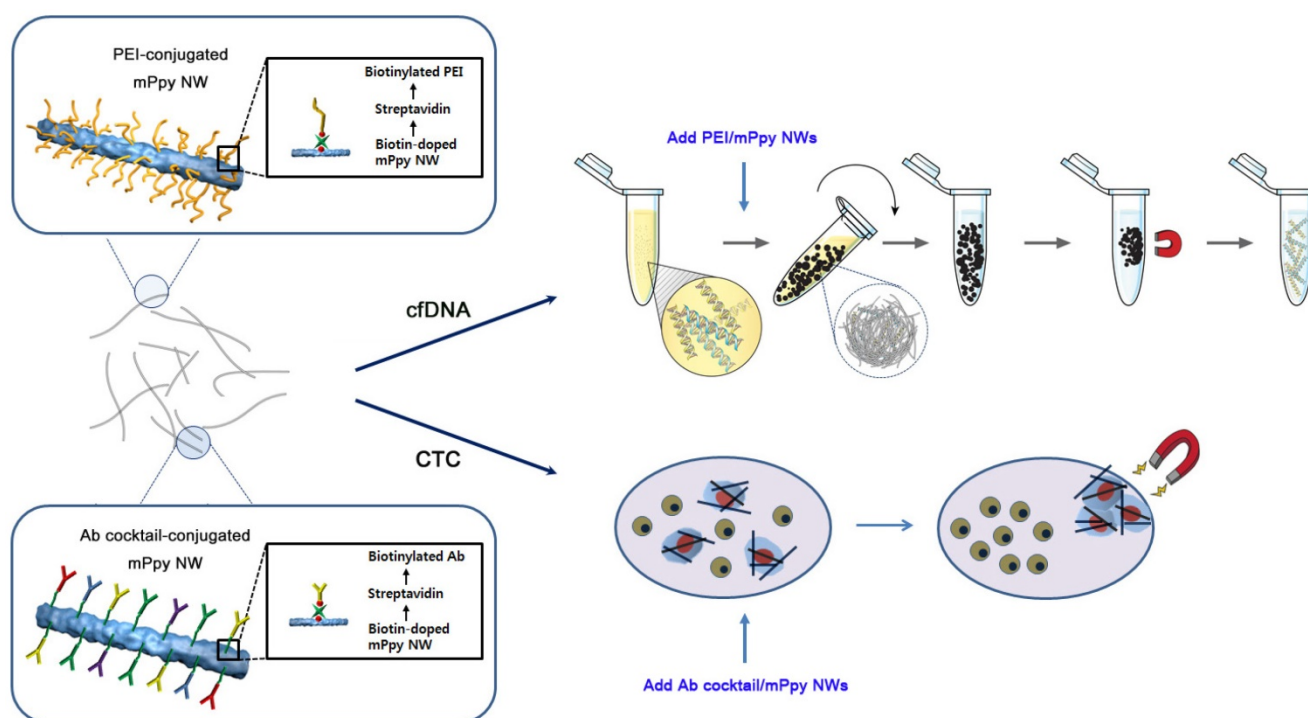 PEI-conjugated
mPpy NW
Biotinylated PEI
Streptavidin
Biotin-doped
mPpy NW
Add PEI/mPpy NWs
cfDNA
CTC
Ab cocktail-conjugated
mPpy NW
Biotinylated Ab
Streptavidin
Biotin-doped
mPpy NW
Add Ab cocktail/mPpy NWs